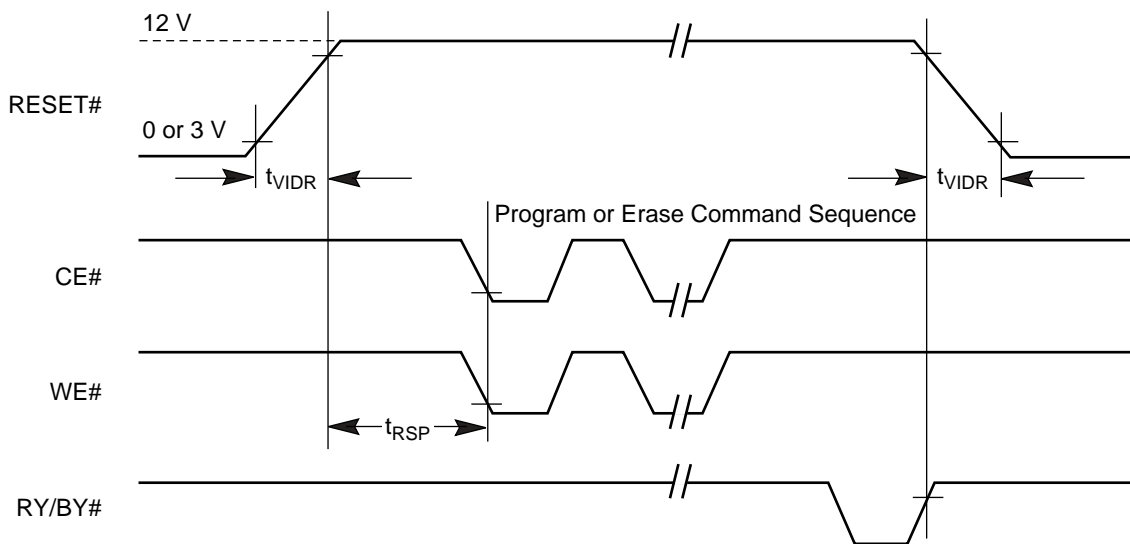 12 V
RESET#
0 or 3 V
tVIDR
tVIDR
Program or Erase Command Sequence
CE#
WE#
tRSP
RY/BY#